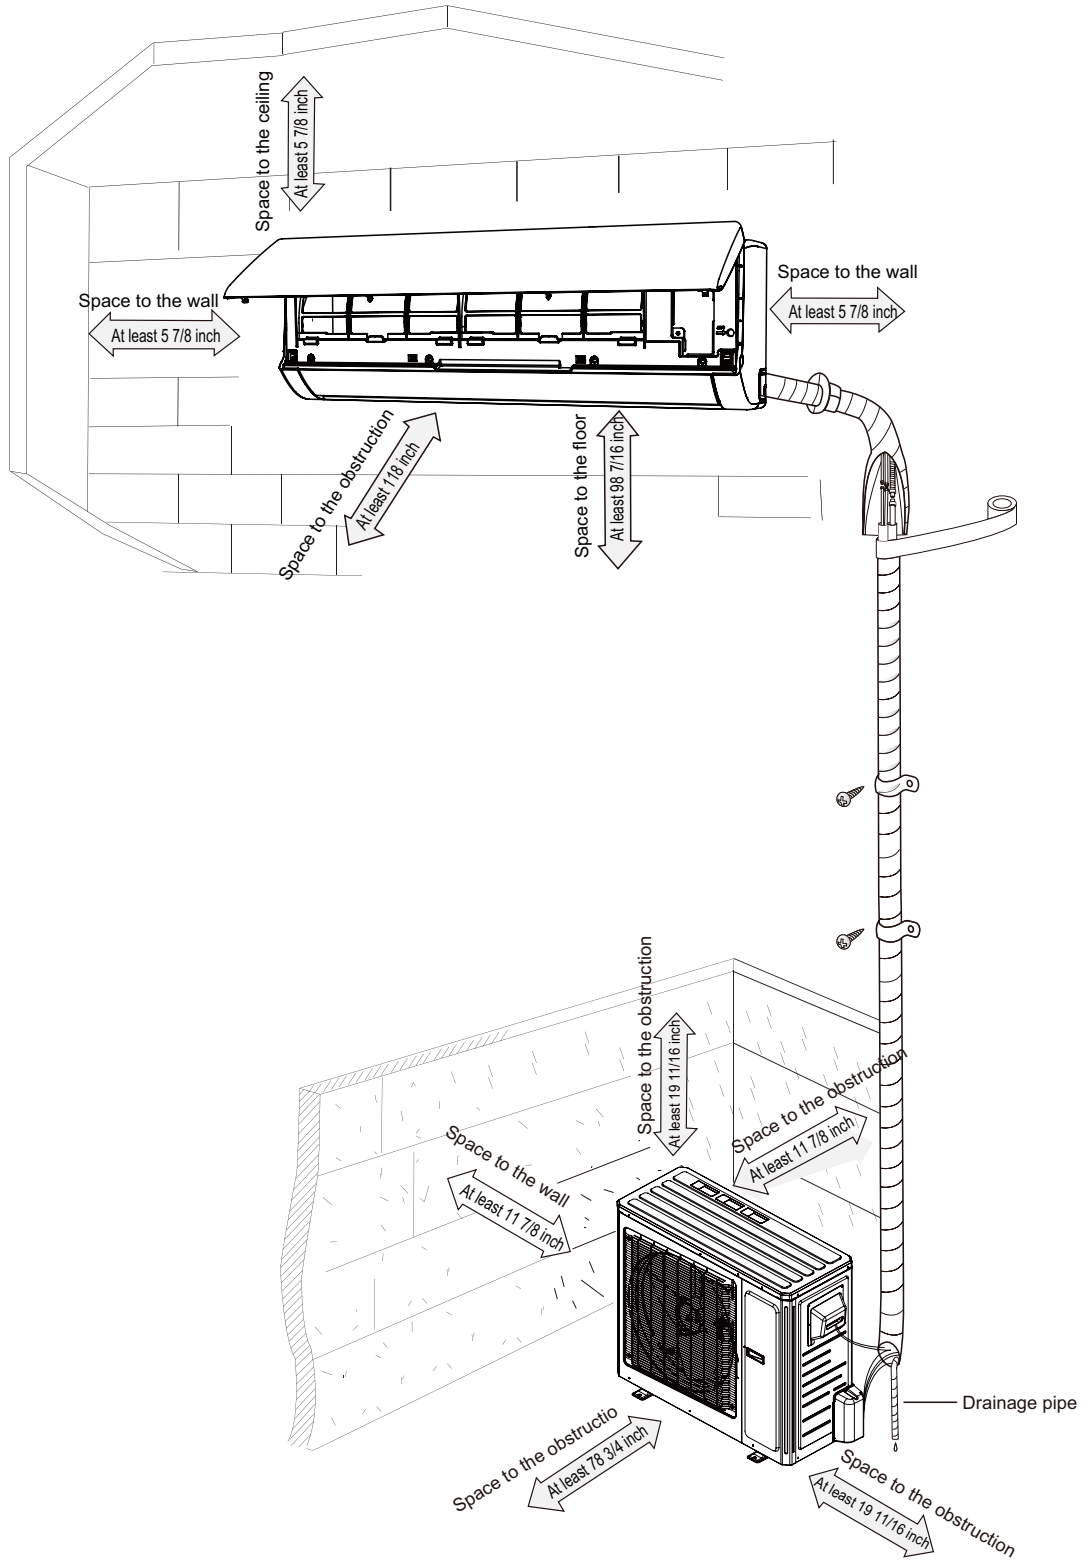 Space to the ceiling
At least 5 7/8 inch
Space to the wall
At least 5 7/8 inch
Space to the wall
At least 5 7/8 inch
Space to the obstruction
At least 118 inch
Space to the floor
At least 98 7/16 inch
Space to the obstruction
At least 19 11/16 inch
Space to the obstruction
At least 11 7/8 inch
Space to the wall
At least 11 7/8 inch
Drainage pipe
Space to the obstructio
At least 78 3/4 inch
Space to the obstruction
At least 19 11/16 inch